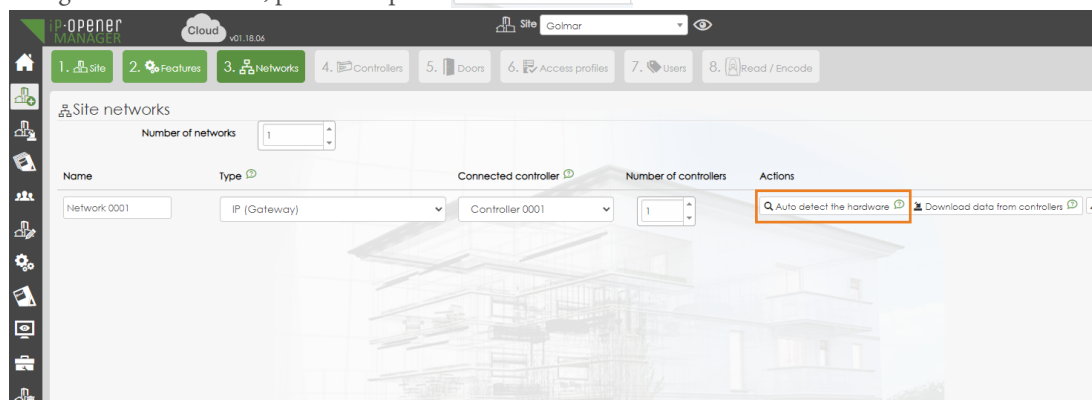 iP·OPENER
MANAGER
Cloud
v01.18.06
Site
Golmar
1. Site
2. Features
3. Networks
4. Controllers
5. Doors
6. Access profiles
7. Users
8. Read / Encode
Site networks
Number of networks
1
Name
Type
Connected controller
Number of controllers
Actions
Network 0001
IP (Gateway)
Controller 0001
1
Auto detect the hardware
Download data from controllers